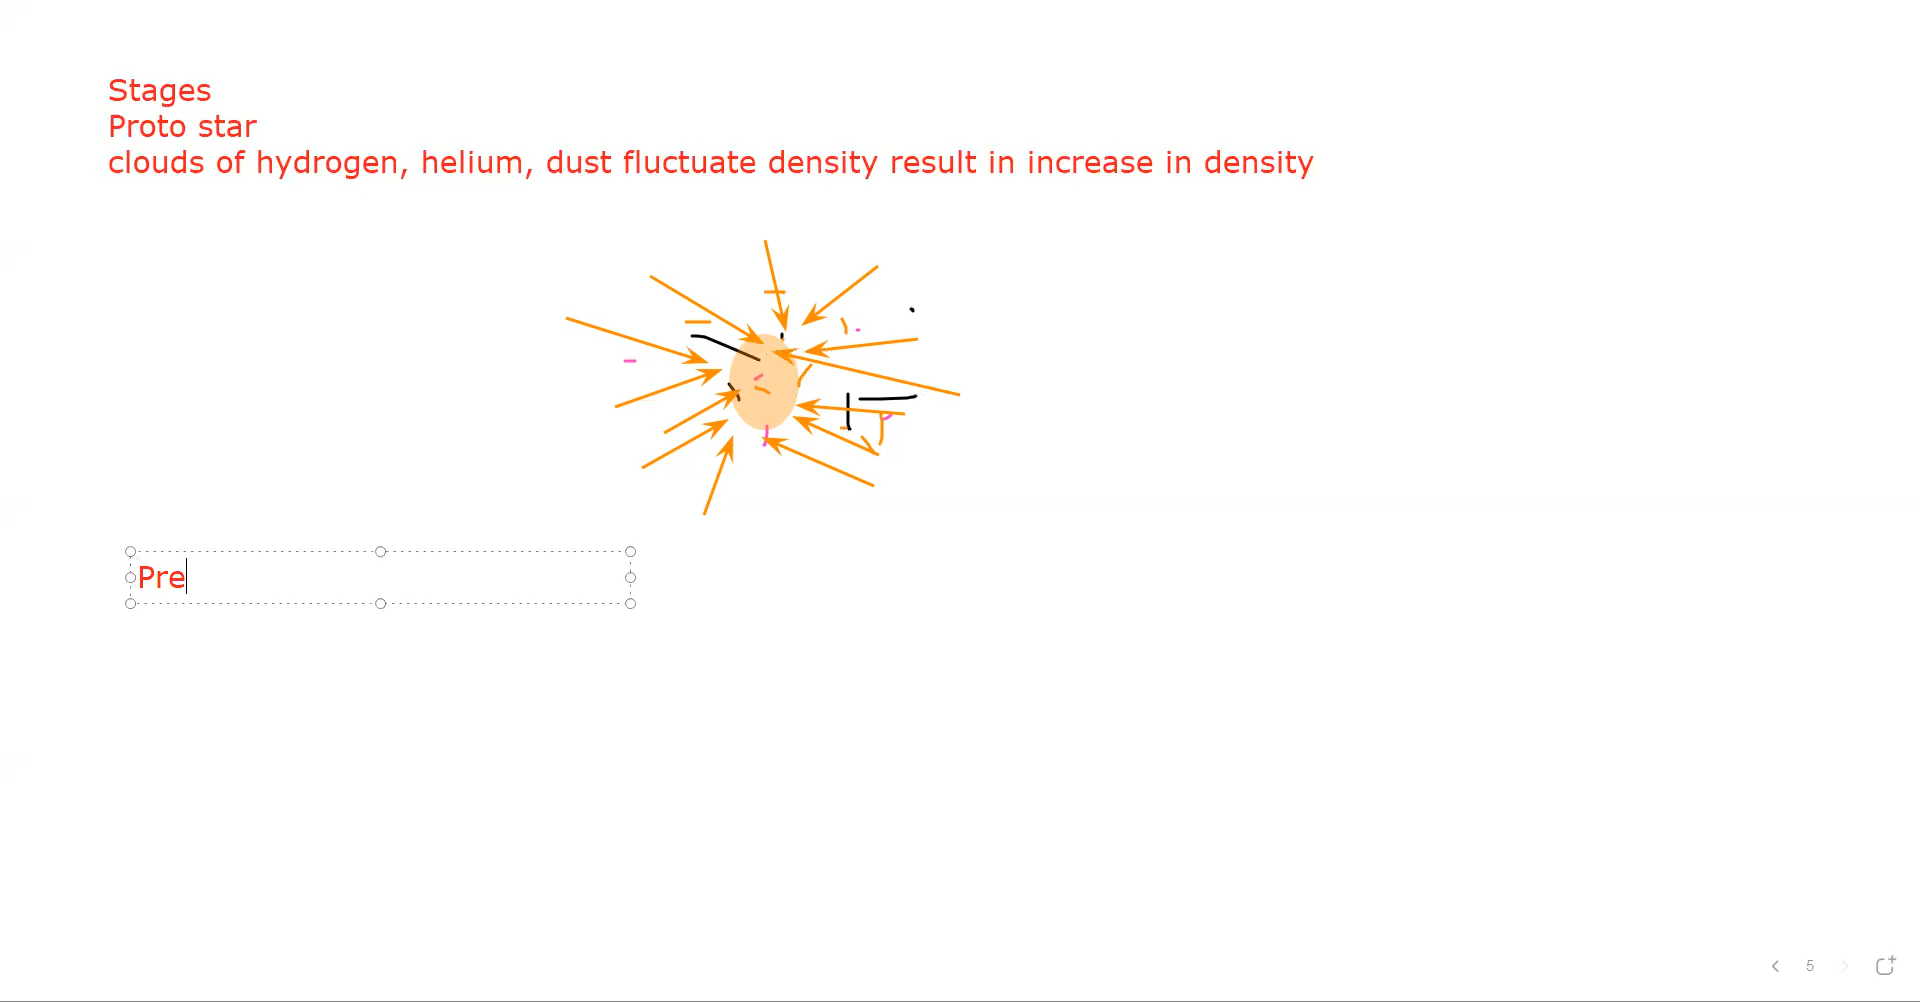 Stages
Proto star
clouds of hydrogen, helium, dust fluctuate density result in increase in density
Pre
5